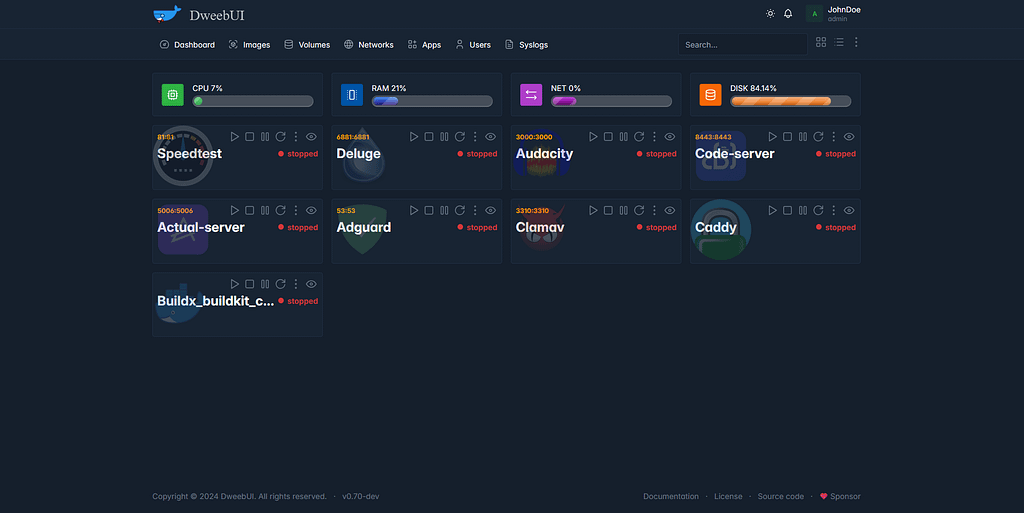 DweebUI
A
JohnDoe
admin
Dashboard
Images
Volumes
Networks
Apps
Users
Syslogs
Search...
CPU 7%
RAM 21%
NET 0%
DISK 84.14%
81:81
Speedtest
stopped
6881:6881
Deluge
stopped
3000:3000
Audacity
stopped
8443:8443
Code-server
stopped
5006:5006
Actual-server
stopped
53:53
Adguard
stopped
3310:3310
Clamav
stopped
Caddy
stopped
Buildx_buildkit_c...
stopped
Copyright © 2024 DweebUI. All rights reserved. · v0.70-dev
Documentation · License · Source code · Sponsor